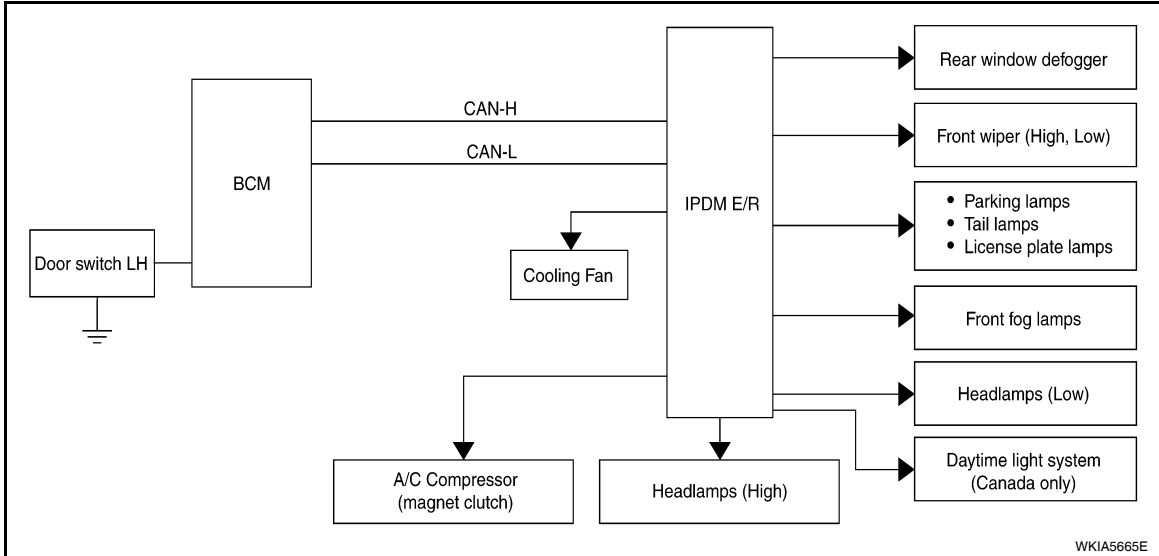 CAN-H
CAN-L
BCM
Door switch LH
IPDM E/R
Cooling Fan
A/C Compressor
(magnet clutch)
Headlamps (High)
Rear window defogger
Front wiper (High, Low)
• Parking lamps
• Tail lamps
• License plate lamps
Front fog lamps
Headlamps (Low)
Daytime light system
(Canada only)
WKIA5665E